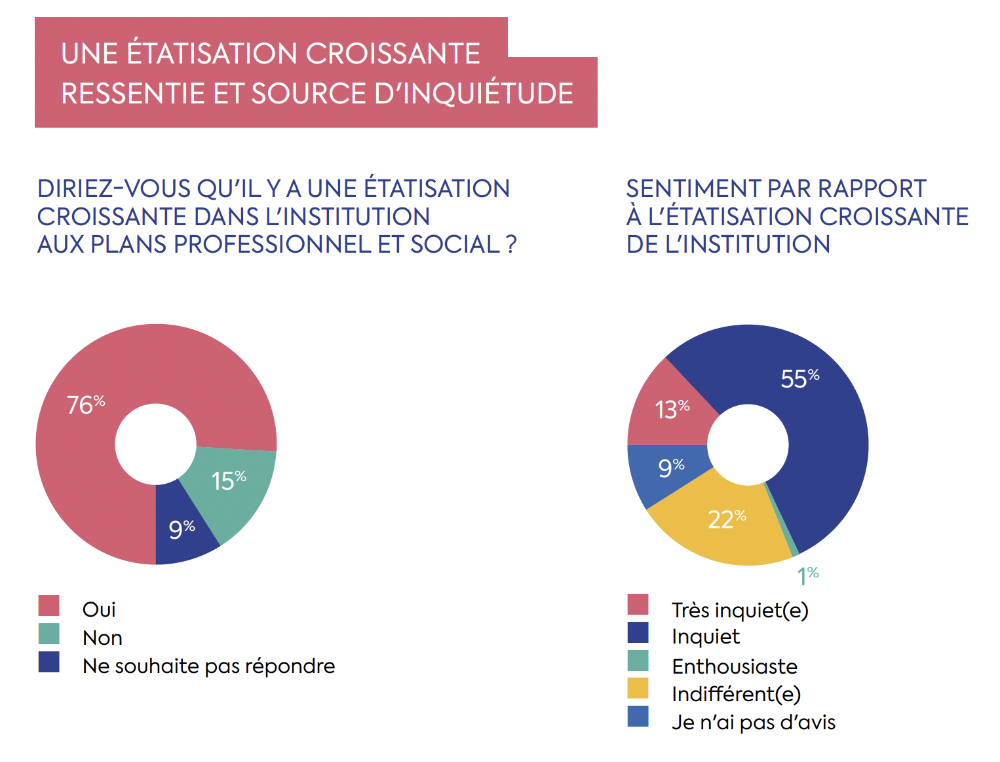 UNE ÉTATISATION CROISSANTE
RESSENTIE ET SOURCE D'INQUIÉTUDE
DIRIEZ-VOUS QU'IL Y A UNE ÉTATISATION
CROISSANTE DANS L'INSTITUTION
AUX PLANS PROFESSIONNEL ET SOCIAL ?
76%
15%
9%
Oui
Non
Ne souhaite pas répondre
SENTIMENT PAR RAPPORT
À L'ÉTATISATION CROISSANTE
DE L'INSTITUTION
55%
13%
9%
22%
1%
Très inquiet(e)
Inquiet
Enthousiaste
Indifférent(e)
Je n'ai pas d'avis